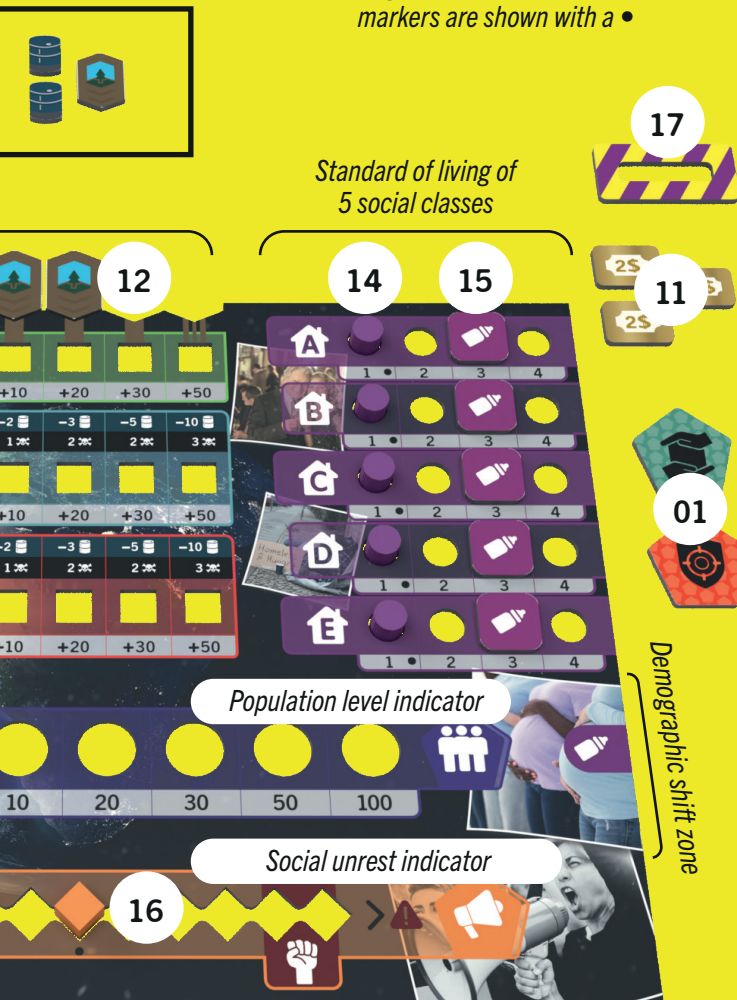 markers are shown with a •
17
Standard of living of
5 social classes
12
14
15
2$
11
2$
A
1 • 2 3 4
+10 +20 +30 +50
B
-2 -3 -5 -10
1 2 2 3
1 • 2 3 4
C
+10 +20 +30 +50
1 • 2 3 4
01
D
-2 -3 -5 -10
1 2 2 3
1 • 2 3 4
E
-10 +20 +30 +50
1 • 2 3 4
Demographic shift zone
Population level indicator
10 20 30 50 100
Social unrest indicator
16